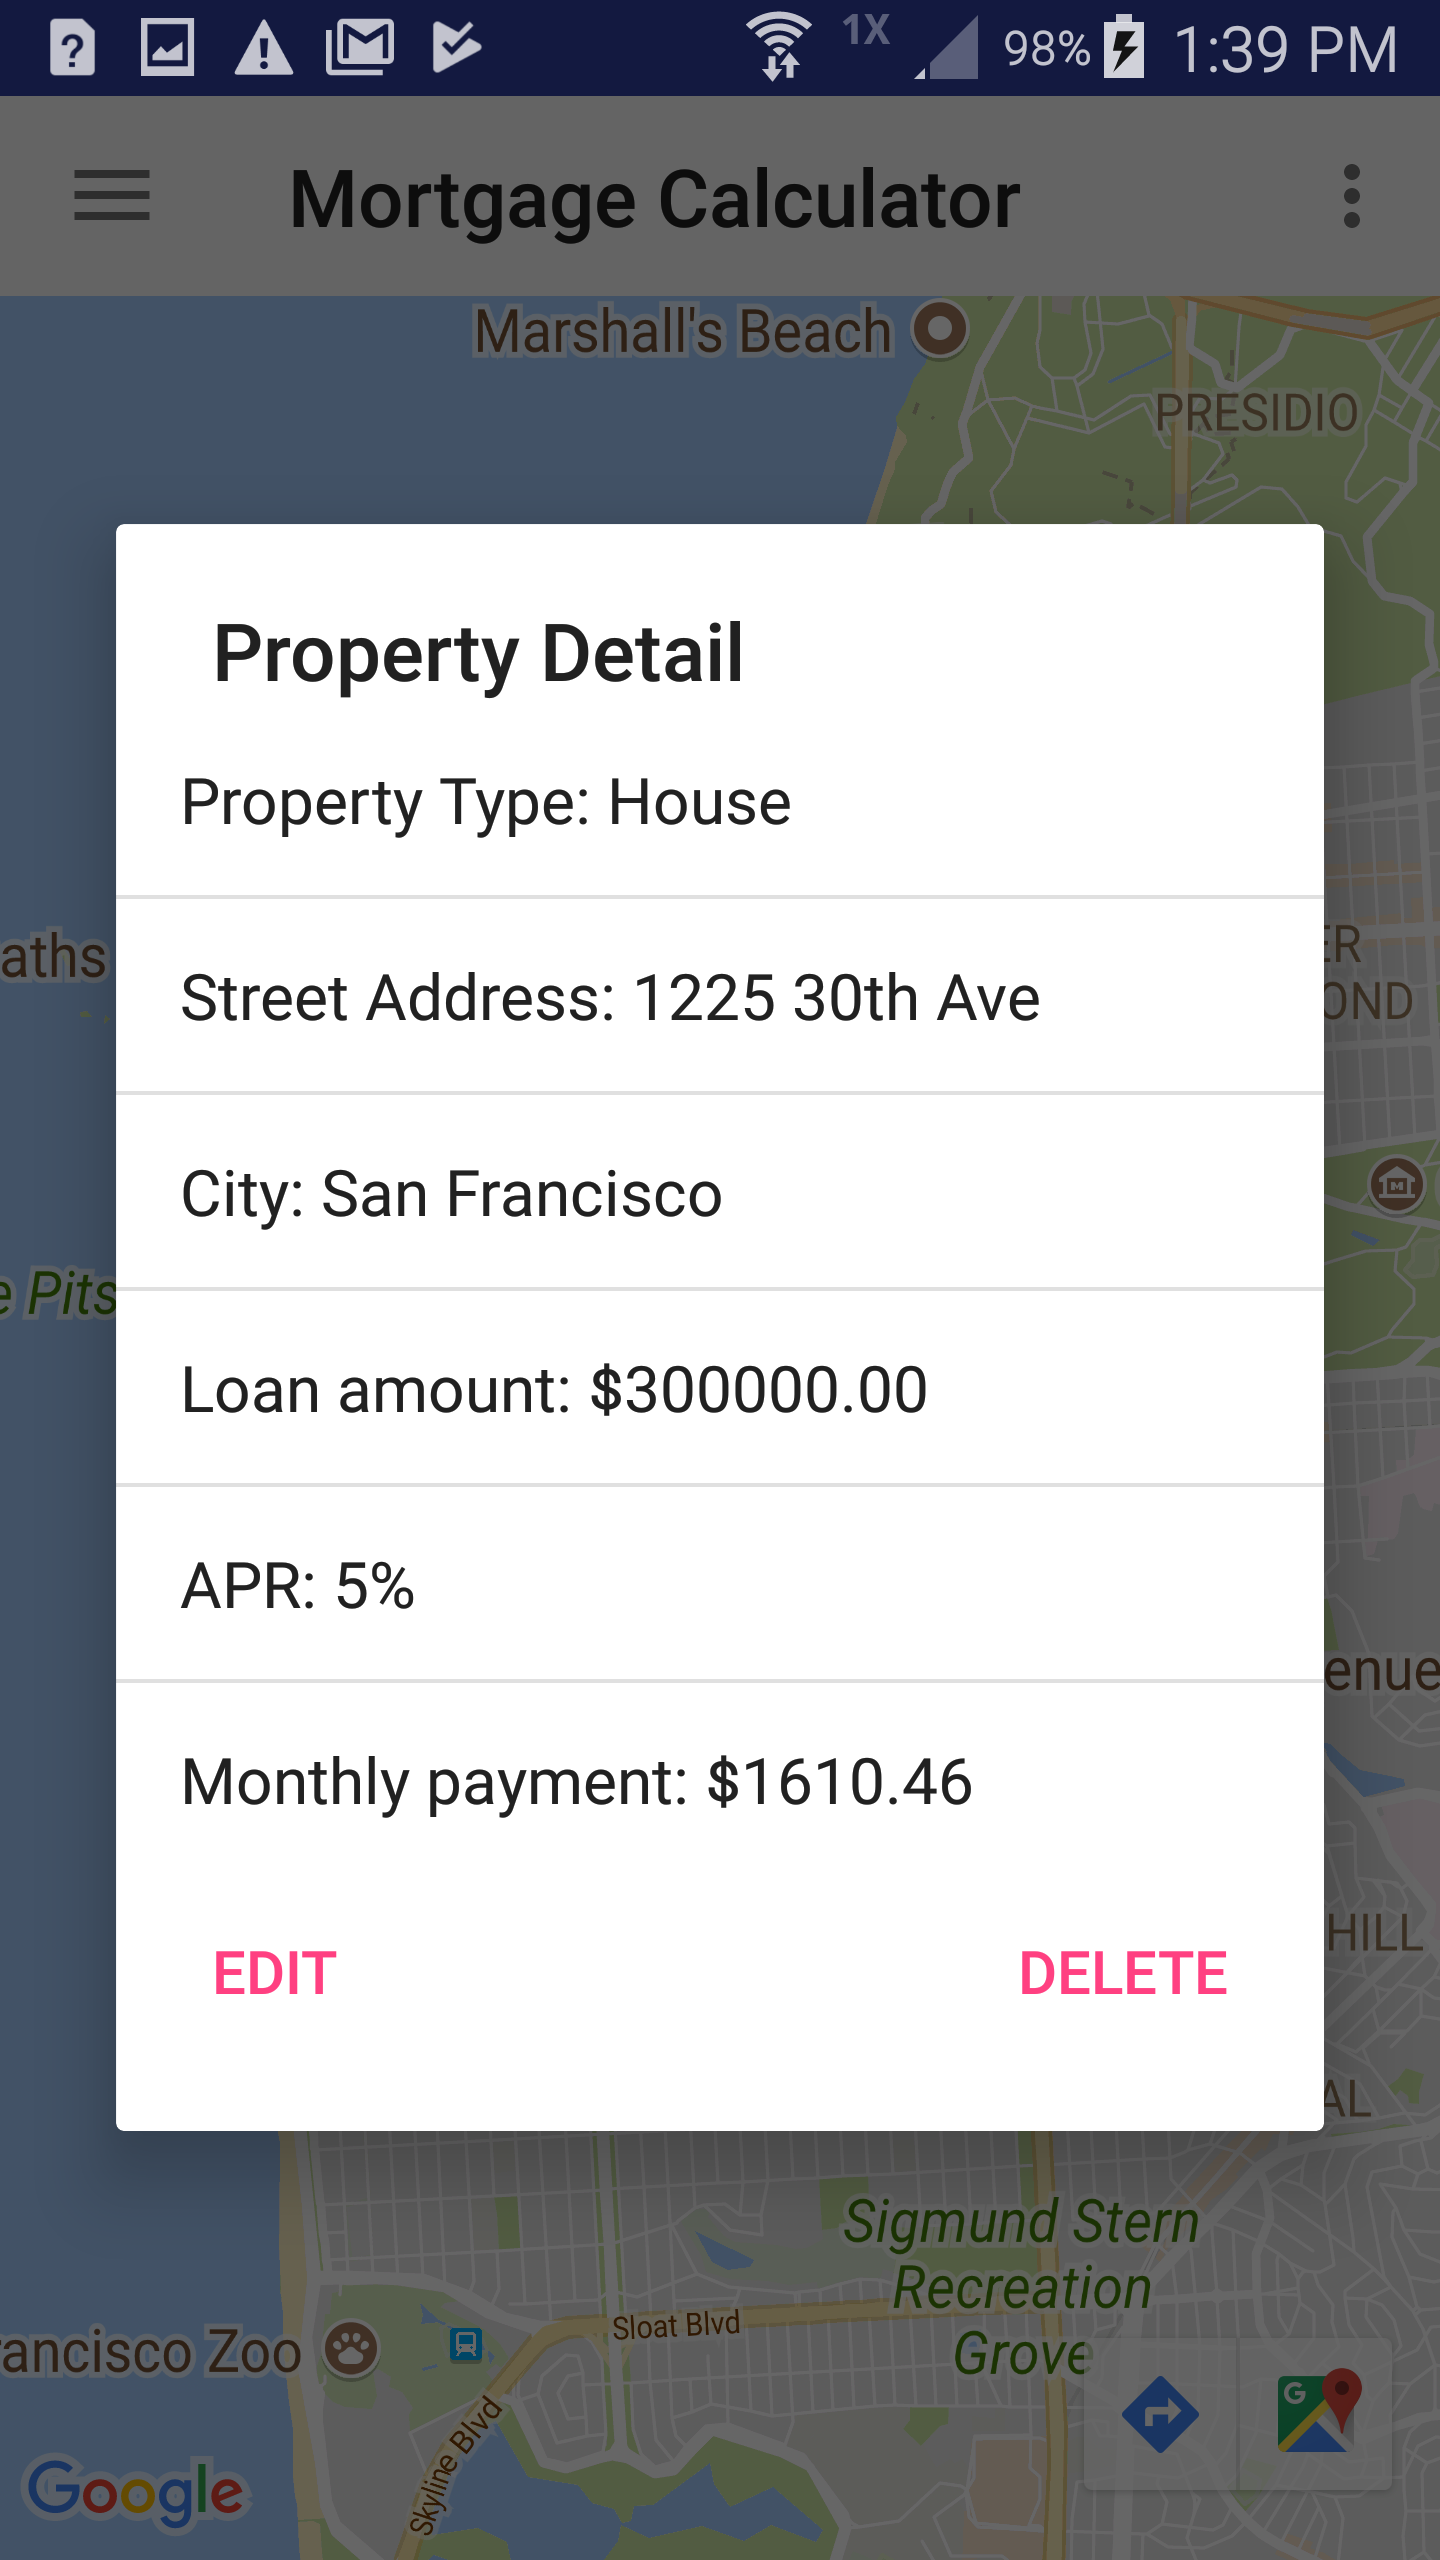 1X 98% 1:39 PM
Mortgage Calculator
Marshall's Beach
PRESIDIO
Property Detail
Property Type: House
aths
ER
OND
Street Address: 1225 30th Ave
City: San Francisco
e Pits
Loan amount: $300000.00
APR: 5%
enue
Monthly payment: $1610.46
HILL
EDIT
DELETE
AL
Sigmund Stern
Recreation
Grove
Sloat Blvd
rancisco Zoo
Skyline Blvd
Google